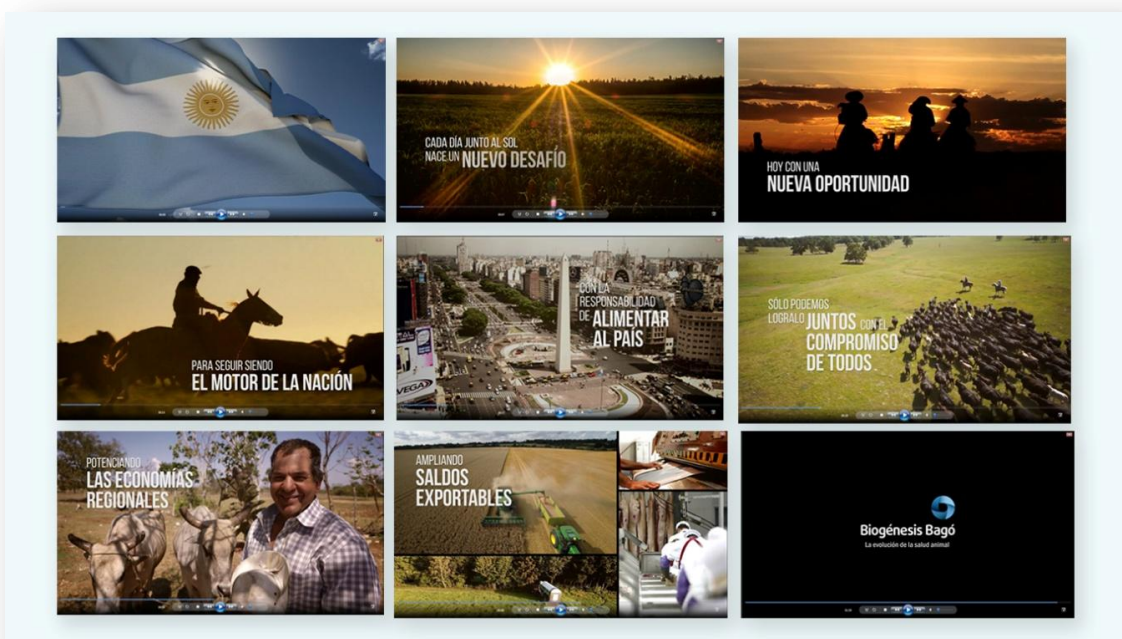 CADA DÍA JUNTO AL SOL
NACE UN NUEVO DESAFÍO
HOY CON UNA
NUEVA OPORTUNIDAD
PARA SEGUIR SIENDO
EL MOTOR DE LA NACIÓN
CON LA
RESPONSABILIDAD
DE ALIMENTAR
AL PAÍS
VEGA
SÓLO PODEMOS
LOGRALO JUNTOS CON EL
COMPROMISO
DE TODOS
POTENCIANDO
LAS ECONOMÍAS
REGIONALES
AMPLIANDO
SALDOS
EXPORTABLES
Biogénesis Bagó
La evolución de la salud animal